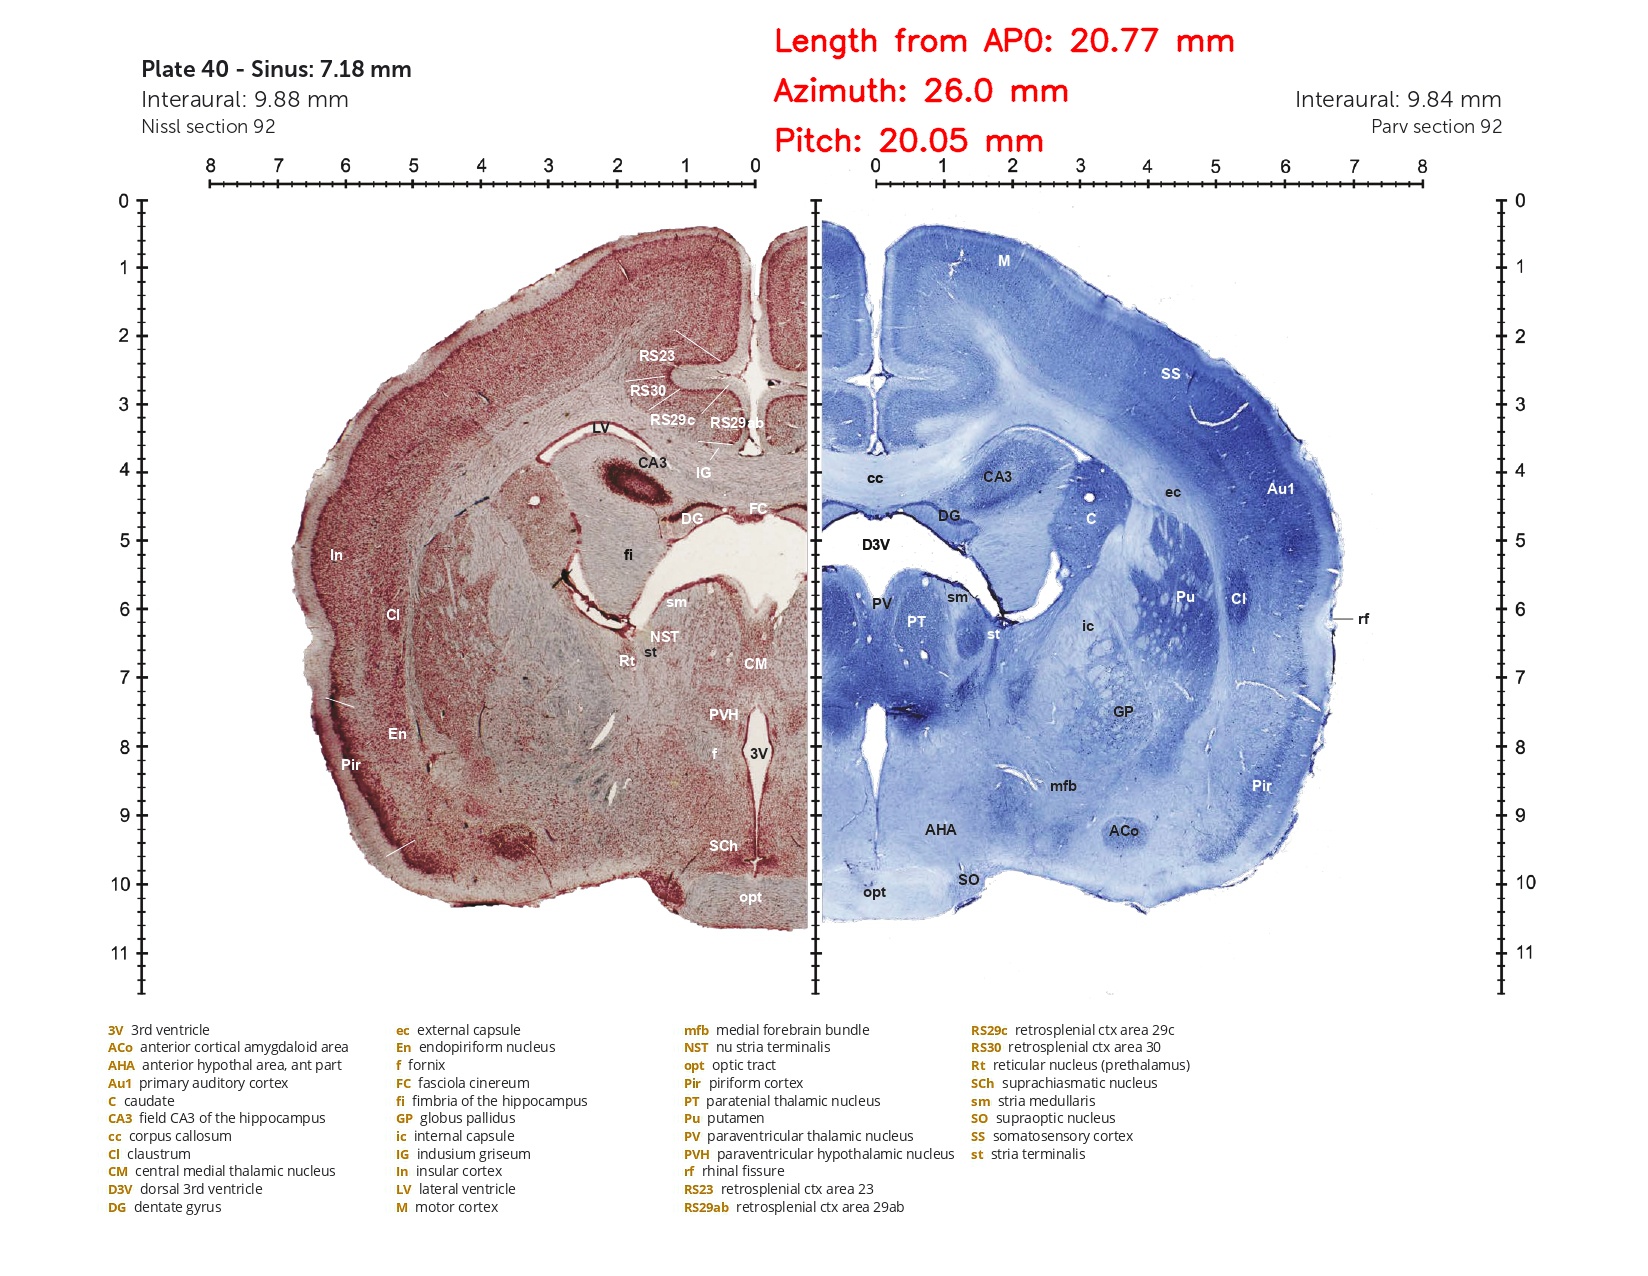 Length from AP0: 20.77 mm
Plate 40 - Sinus: 7.18 mm
Azimuth: 26.0 mm
Interaural: 9.88 mm
Interaural: 9.84 mm
Nissl section 92
Parv section 92
Pitch: 20.05 mm
8 7 6 5 4 3 2 1 0 0 1 2 3 4 5 6 7 8
0 0
M
1 1
2 2
RS23
SS
RS30
3 3
RS29c RS29ab
LV
CA3
4 IG CA3 cc ec Au1 4
DG FC DG C
5 D3V 5
In fi
sm PV sm Pu Cl
6 Cl PT ic rf 6
NST st
st
Rt CM
7 7
PVH GP
En
8 f 3V 8
Pir mfb Pir
9 9
SCh AHA ACo
10 SO 10
opt opt
11 11
3V 3rd ventricle
ACo anterior cortical amygdaloid area
AHA anterior hypothal area, ant part
Au1 primary auditory cortex
C caudate
CA3 field CA3 of the hippocampus
cc corpus callosum
Cl claustrum
CM central medial thalamic nucleus
D3V dorsal 3rd ventricle
DG dentate gyrus
ec external capsule
En endopiriform nucleus
f fornix
FC fasciola cinereum
fi fimbria of the hippocampus
GP globus pallidus
ic internal capsule
IG indusium griseum
In insular cortex
LV lateral ventricle
M motor cortex
mfb medial forebrain bundle
NST nu stria terminalis
opt optic tract
Pir piriform cortex
PT paratenial thalamic nucleus
Pu putamen
PV paraventricular thalamic nucleus
PVH paraventricular hypothalamic nucleus
rf rhinal fissure
RS23 retrosplenial ctx area 23
RS29ab retrosplenial ctx area 29ab
RS29c retrosplenial ctx area 29c
RS30 retrosplenial ctx area 30
Rt reticular nucleus (prethalamus)
SCh suprachiasmatic nucleus
sm stria medullaris
SO supraoptic nucleus
SS somatosensory cortex
st stria terminalis